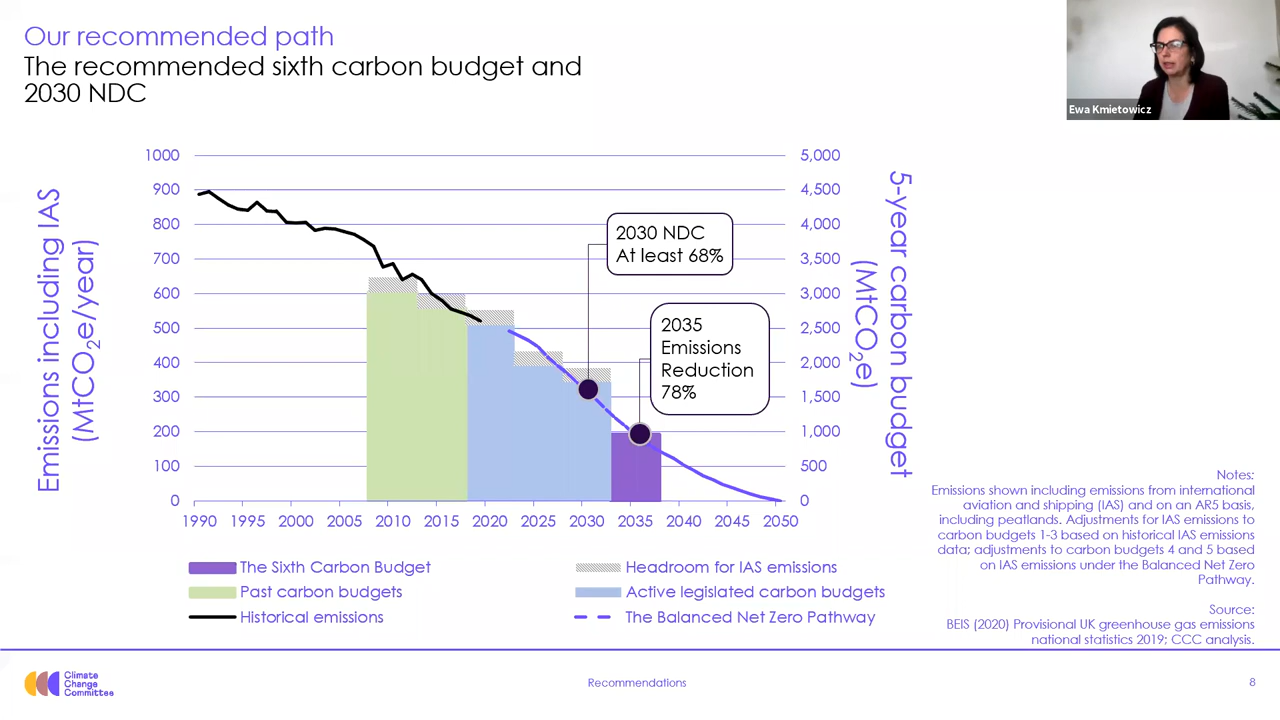 Our recommended path
The recommended sixth carbon budget and
2030 NDC
Ewa Kmietowicz
Emissions including IAS
(MtCO₂e/year)
1000
900
800
700
600
500
400
300
200
100
0
5,000
4,500
4,000
3,500
3,000
2,500
2,000
1,500
1,000
500
0
5-year carbon budget
(MtCO₂e)
2030 NDC
At least 68%
2035
Emissions
Reduction
78%
1990 1995 2000 2005 2010 2015 2020 2025 2030 2035 2040 2045 2050
The Sixth Carbon Budget
Headroom for IAS emissions
Past carbon budgets
Active legislated carbon budgets
Historical emissions
The Balanced Net Zero Pathway
Notes:
Emissions shown including emissions from international
aviation and shipping (IAS) and on an AR5 basis,
including peatlands. Adjustments for IAS emissions to
carbon budgets 1-3 based on historical IAS emissions
data; adjustments to carbon budgets 4 and 5 based
on IAS emissions under the Balanced Net Zero
Pathway.
Source:
BEIS (2020) Provisional UK greenhouse gas emissions
national statistics 2019; CCC analysis.
Climate
Change
Committee
Recommendations
8